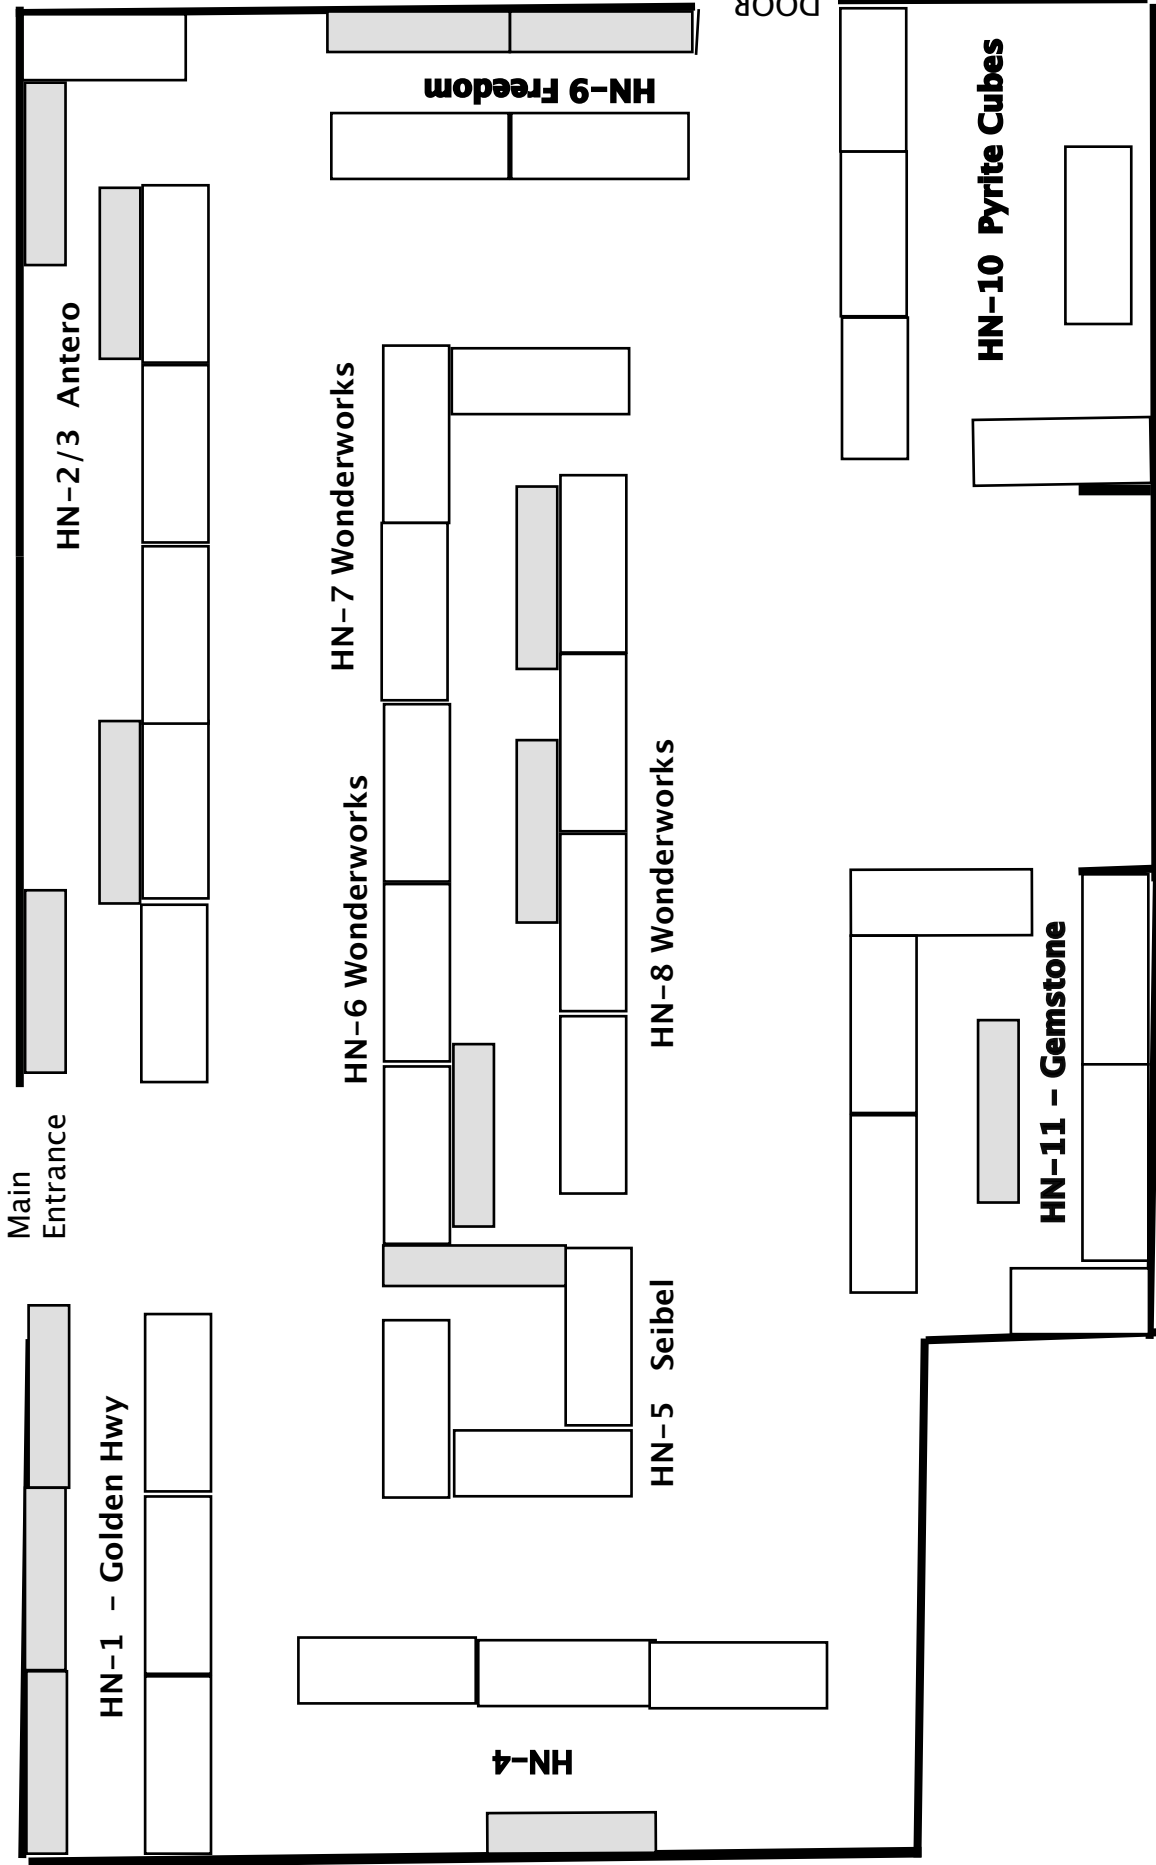 DOOR
HN-9 Freedom
HN-10 Pyrite Cubes
HN-2/3 Antero
HN-7 Wonderworks
HN-6 Wonderworks
HN-8 Wonderworks
HN-11 - Gemstone
Main
Entrance
HN-5 Seibel
HN-1 - Golden Hwy
HN-4